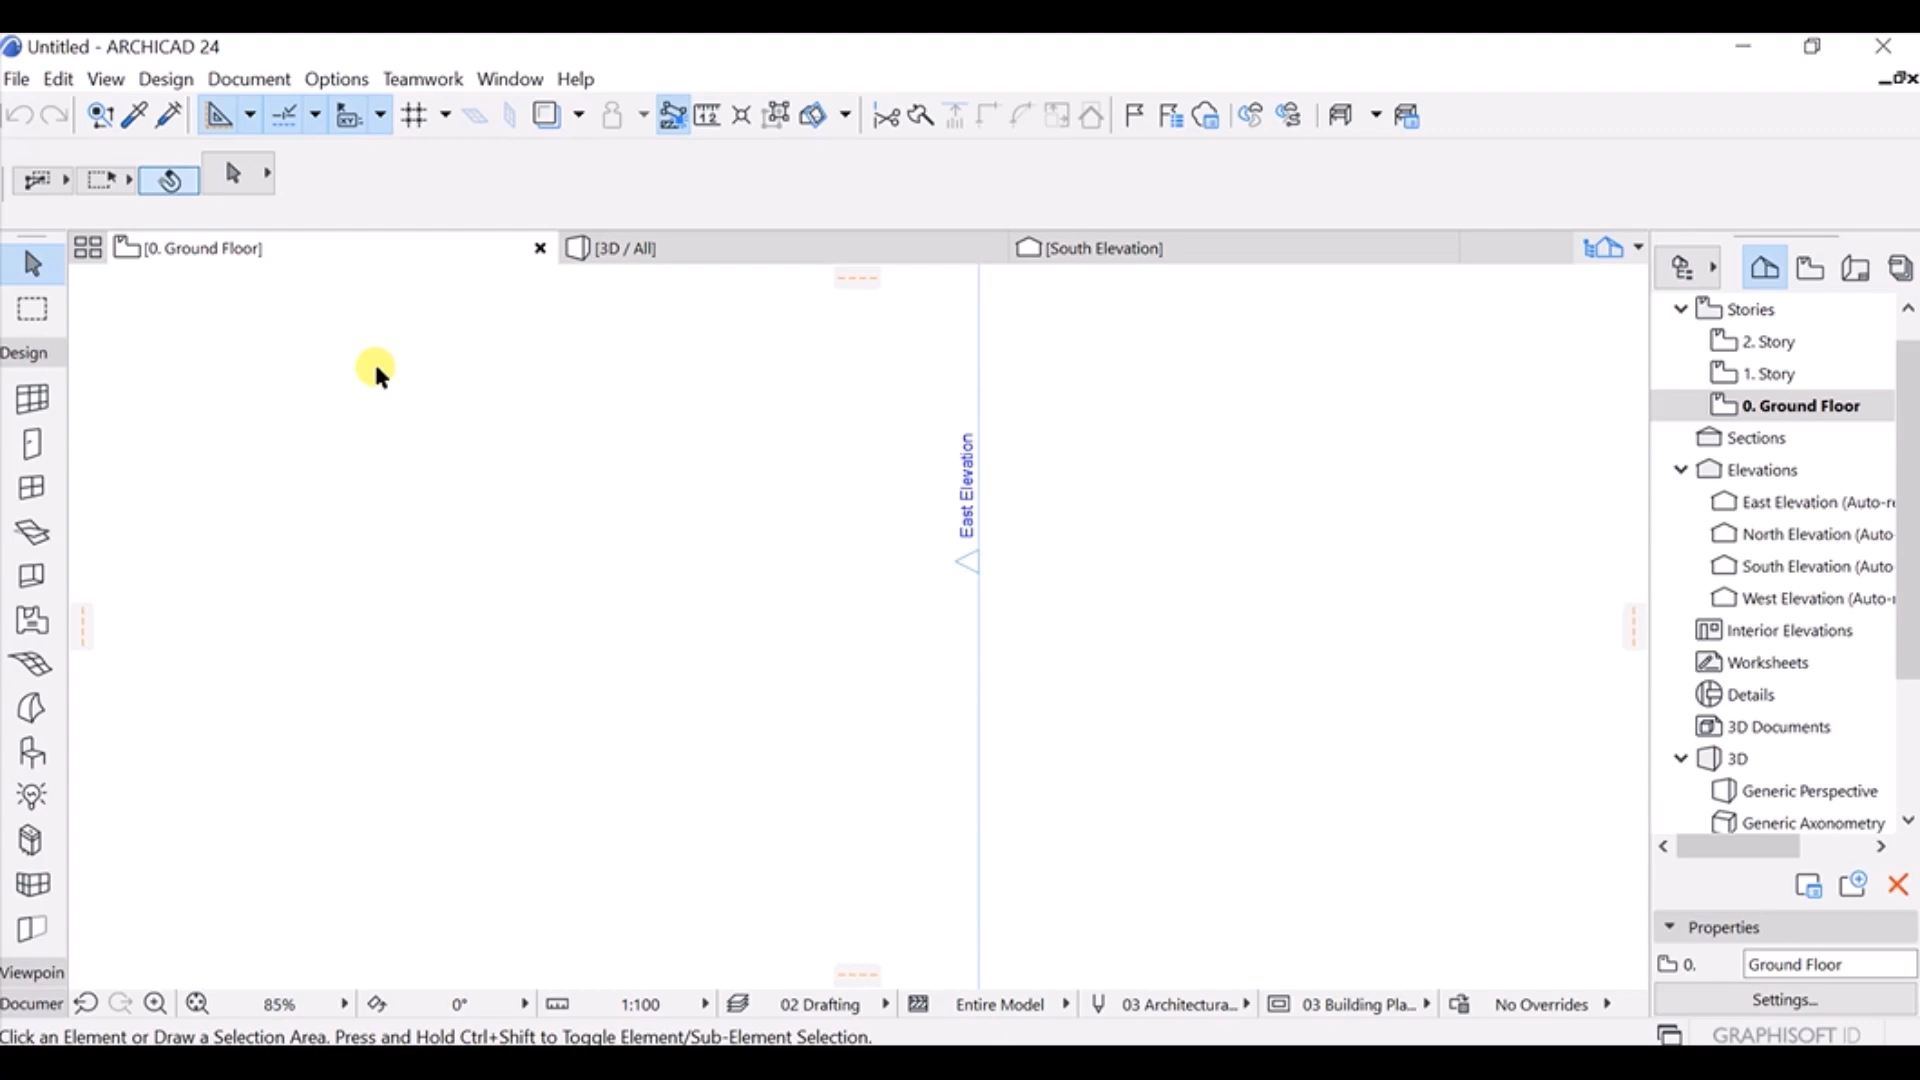 Untitled - ARCHICAD 24
File Edit View Design Document Options Teamwork Window Help
[0. Ground Floor]
[3D / All]
[South Elevation]
Design
East Elevation
Stories
2. Story
1. Story
0. Ground Floor
Sections
Elevations
East Elevation (Auto-re
North Elevation (Auto
South Elevation (Auto
West Elevation (Auto-r
Interior Elevations
Worksheets
Details
3D Documents
3D
Generic Perspective
Generic Axonometry
Properties
0. Ground Floor
Settings...
Viewpoin
Documer
85% 0° 1:100 02 Drafting Entire Model 03 Architectura... 03 Building Pla... No Overrides
Click an Element or Draw a Selection Area. Press and Hold Ctrl+Shift to Toggle Element/Sub-Element Selection.
GRAPHISOFT ID